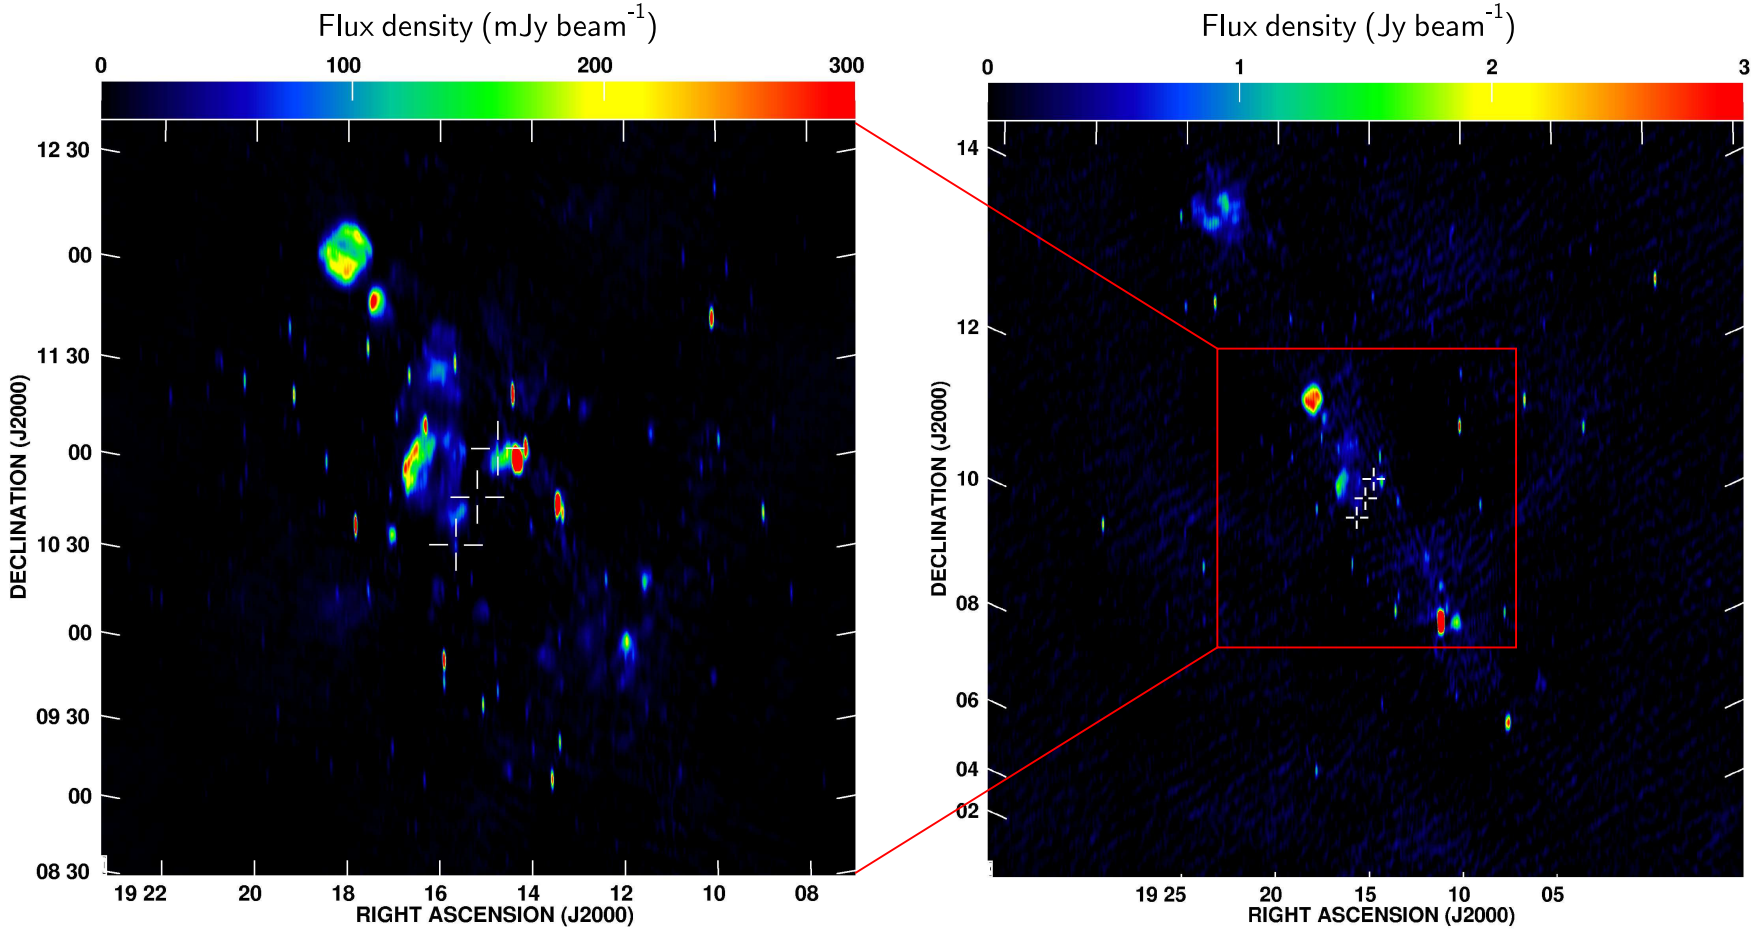 Flux density (mJy beam⁻¹)
0 100 200 300
12 30
00
11 30
00
10 30
00
09 30
00
08 30
DECLINATION (J2000)
19 22 20 18 16 14 12 10 08
RIGHT ASCENSION (J2000)
Flux density (Jy beam⁻¹)
0 1 2 3
14
12
10
08
06
04
02
DECLINATION (J2000)
19 25 20 15 10 05
RIGHT ASCENSION (J2000)